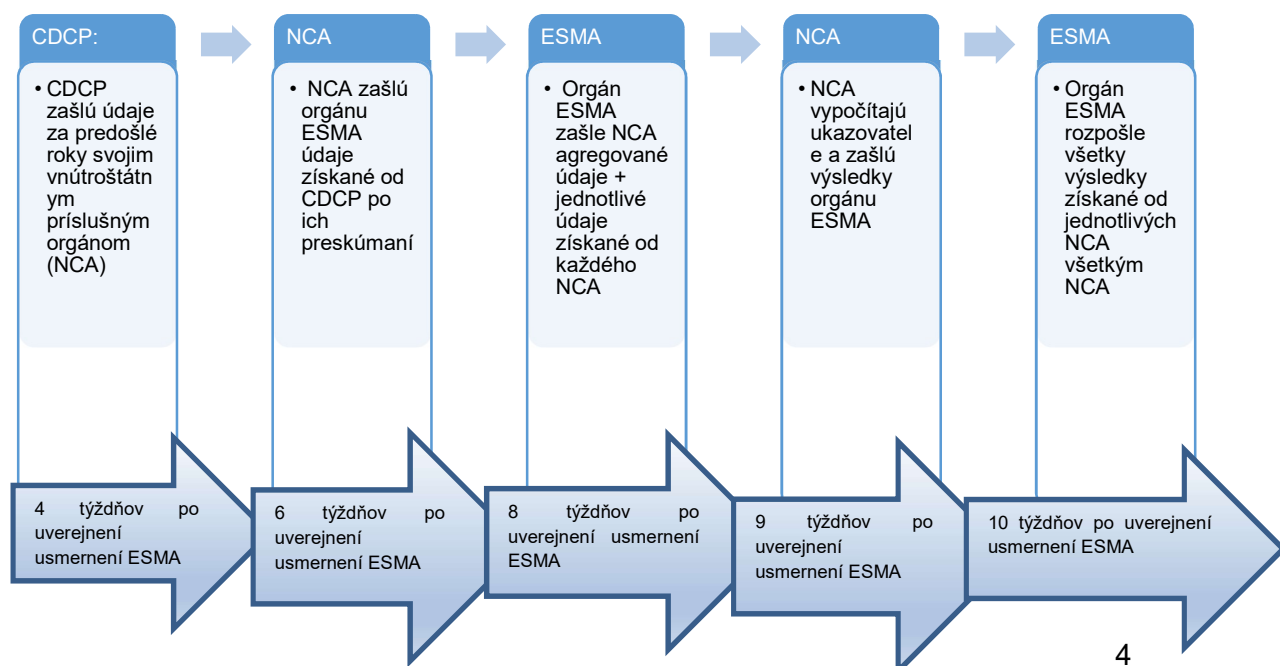 CDCP:
• CDCP
zašlú údaje
za predošlé
roky svojim
vnútroštátn
ym
príslušným
orgánom
(NCA)
NCA
• NCA zašlú
orgánu
ESMA
údaje
získané od
CDCP po
ich
preskúmaní
ESMA
• Orgán
ESMA
zašle NCA
agregované
údaje +
jednotlivé
údaje
získané od
každého
NCA
NCA
• NCA
vypočítajú
ukazovatel
e a zašlú
výsledky
orgánu
ESMA
ESMA
• Orgán
ESMA
rozpošle
všetky
výsledky
získané od
jednotlivých
NCA
všetkým
NCA
4 týždňov po
uverejnení
usmernení ESMA
6 týždňov po
uverejnení
usmernení ESMA
8 týždňov po
uverejnení usmernení
ESMA
9 týždňov po
uverejnení
usmernení ESMA
10 týždňov po uverejnení
usmernení ESMA
4